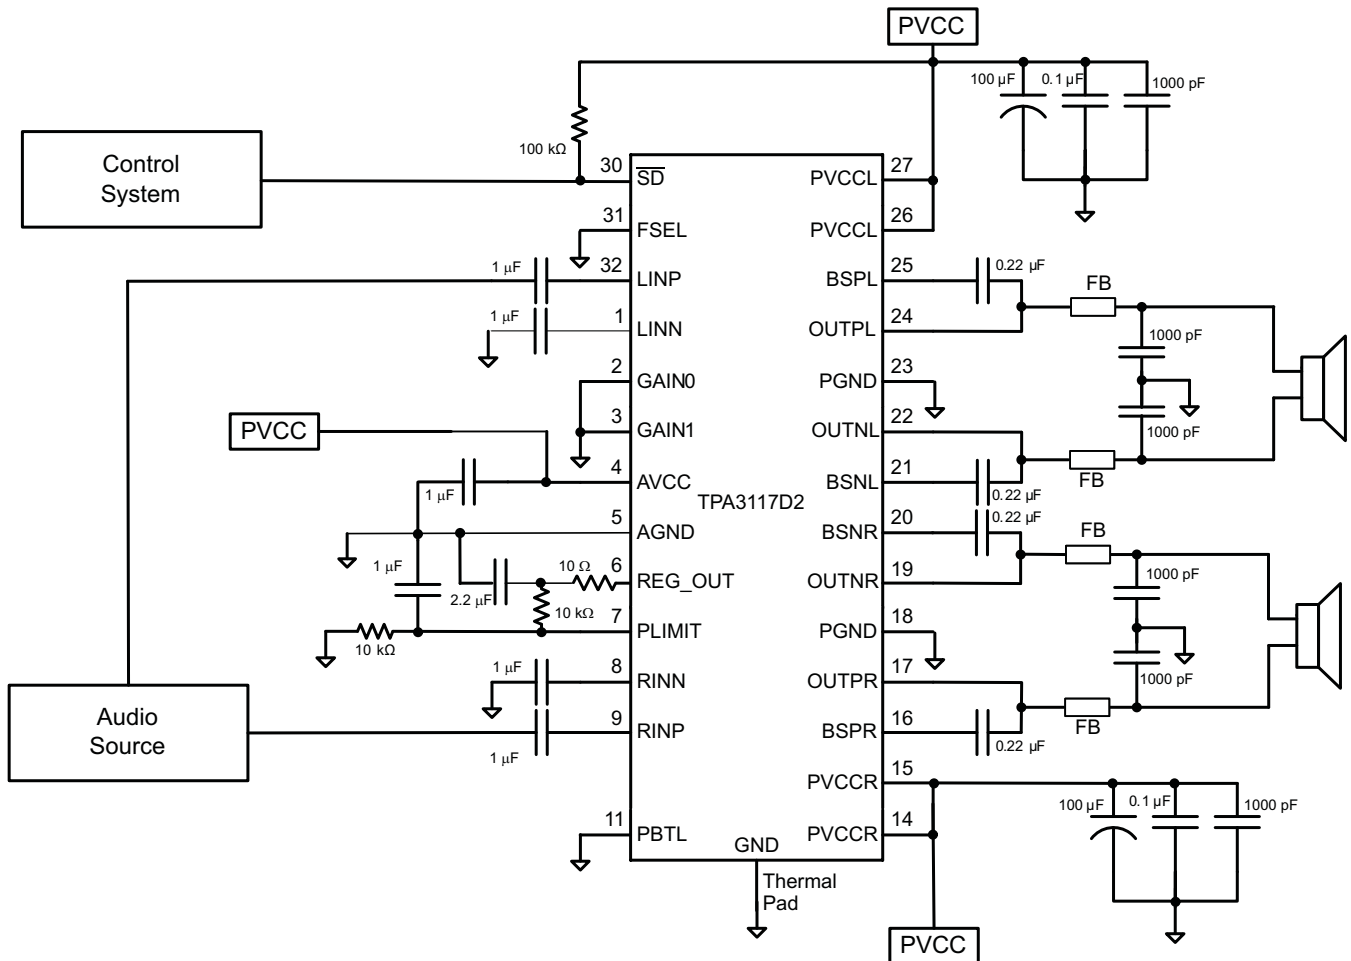 PVCC
100 µF
0.1 µF
1000 pF
100 kΩ
Control
System
30
SD
PVCCL
27
31
FSEL
PVCCL
26
1 µF
32
LINP
BSPL
25
0.22 µF
FB
1 µF
1
LINN
OUTPL
24
1000 pF
2
GAIN0
PGND
23
PVCC
3
GAIN1
OUTNL
22
1000 pF
FB
1 µF
4
AVCC
BSNL
21
0.22 µF
TPA3117D2
0.22 µF
5
AGND
BSNR
20
FB
1 µF
2.2 µF
10 Ω
6
REG_OUT
OUTNR
19
1000 pF
10 kΩ
10 kΩ
7
PLIMIT
PGND
18
1 µF
8
RINN
OUTPR
17
1000 pF
FB
Audio
Source
1 µF
9
RINP
BSPR
16
0.22 µF
PVCCR
15
100 µF
0.1 µF
1000 pF
11
PBTL
PVCCR
14
GND
Thermal
Pad
PVCC